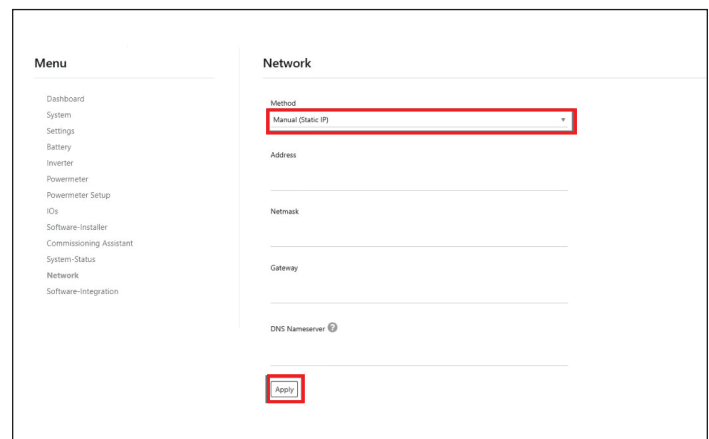 Menu
Dashboard
System
Settings
Battery
Inverter
Powermeter
Powermeter Setup
IOs
Software-Installer
Commissioning Assistant
System-Status
Network
Software-Integration
Network
Method
Manual (Static IP)
Address
Netmask
Gateway
DNS Nameserver ?
Apply